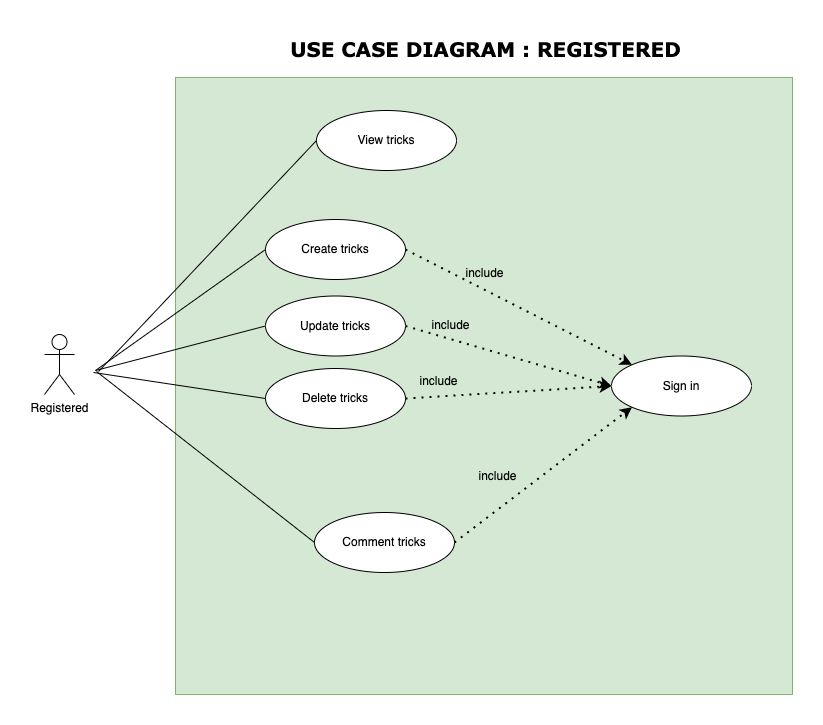 USE CASE DIAGRAM : REGISTERED
View tricks
Create tricks
include
Update tricks
include
Delete tricks
include
Sign in
Registered
include
Comment tricks